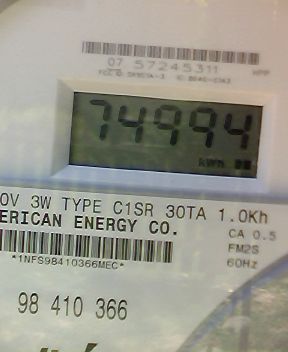 07 57245311
74994
kWh
0V 3W TYPE C1SR 30TA 1.0Kh
ERICAN ENERGY CO.
CA 0.5
FM2S
*1NFS98410366MEC*
60Hz
98 410 366